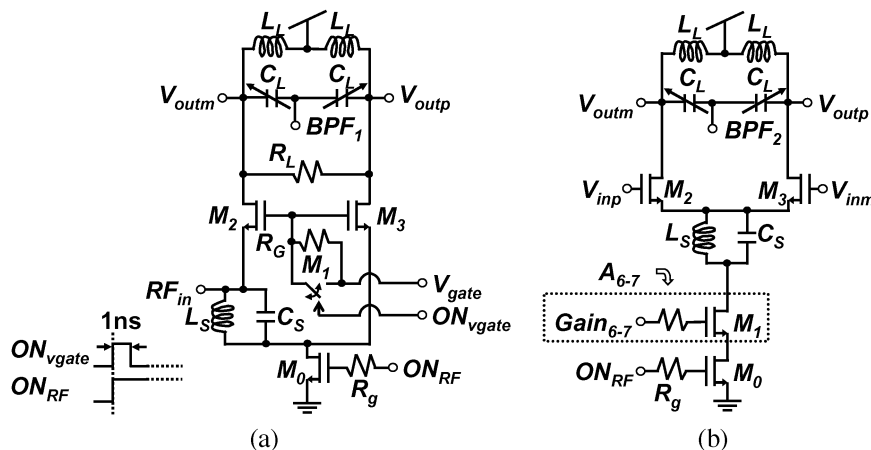 L_L L_L
C_L C_L
V_outm V_outp
BPF_1
R_L
M_2 M_3
R_G
M_1
RF_in
V_gate
L_S C_S
ON_vgate
1ns
ON_vgate
ON_RF
M_0
ON_RF
R_g
(a)
L_L L_L
C_L C_L
V_outm V_outp
BPF_2
V_inp M_2 M_3 V_inm
L_S C_S
A_6-7
Gain_6-7 M_1
ON_RF M_0
R_g
(b)